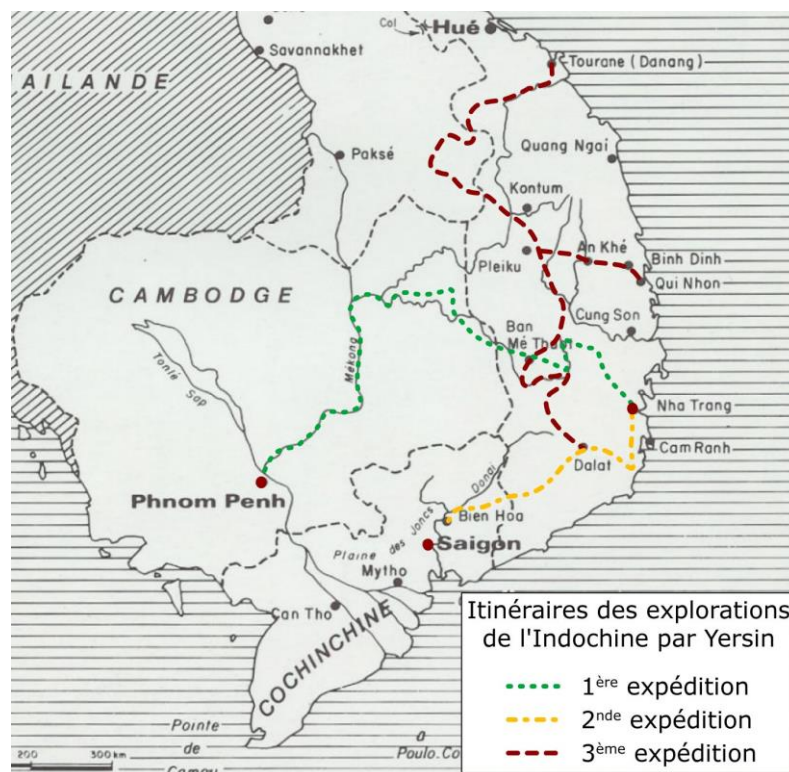 Col
Hué
Savannakhet
Tourane (Danang)
AILANDE
Paksé
Quang Ngai
Kontum
An Khé
Binh Dinh
Pleiku
Qui Nhon
CAMBODGE
Cung Son
Ban
Mé Thuot
Mékong
Tonlé Sap
Nha Trang
Cam Ranh
Dalat
Donai
Phnom Penh
Bien Hoa
Plaine des Joncs
Saigon
Mytho
Can Tho
COCHINCHINE
Itinéraires des explorations
de l'Indochine par Yersin
1ère expédition
2nde expédition
3ème expédition
Pointe
de
Camau
à
Poulo. Co
200 300 km